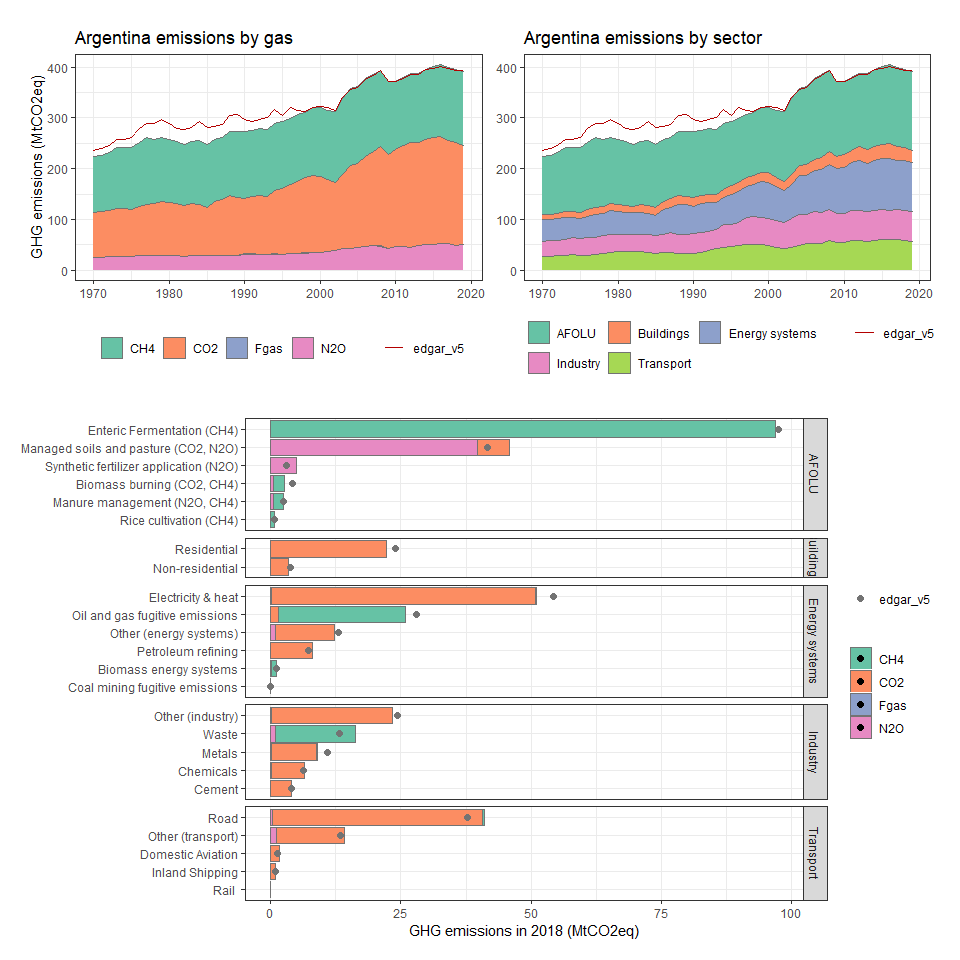 Argentina emissions by gas
Argentina emissions by sector
GHG emissions (MtCO2eq)
400
300
200
100
0
1970
1980
1990
2000
2010
2020
400
300
200
100
0
1970
1980
1990
2000
2010
2020
CH4
CO2
Fgas
N2O
edgar_v5
AFOLU
Buildings
Energy systems
edgar_v5
Industry
Transport
Enteric Fermentation (CH4)
Managed soils and pasture (CO2, N2O)
Synthetic fertilizer application (N2O)
Biomass burning (CO2, CH4)
Manure management (N2O, CH4)
Rice cultivation (CH4)
AFOLU
Residential
Non-residential
uilding
Electricity & heat
Oil and gas fugitive emissions
Other (energy systems)
Petroleum refining
Biomass energy systems
Coal mining fugitive emissions
Energy systems
Other (industry)
Waste
Metals
Chemicals
Cement
Industry
Road
Other (transport)
Domestic Aviation
Inland Shipping
Rail
Transport
0
25
50
75
100
GHG emissions in 2018 (MtCO2eq)
edgar_v5
CH4
CO2
Fgas
N2O